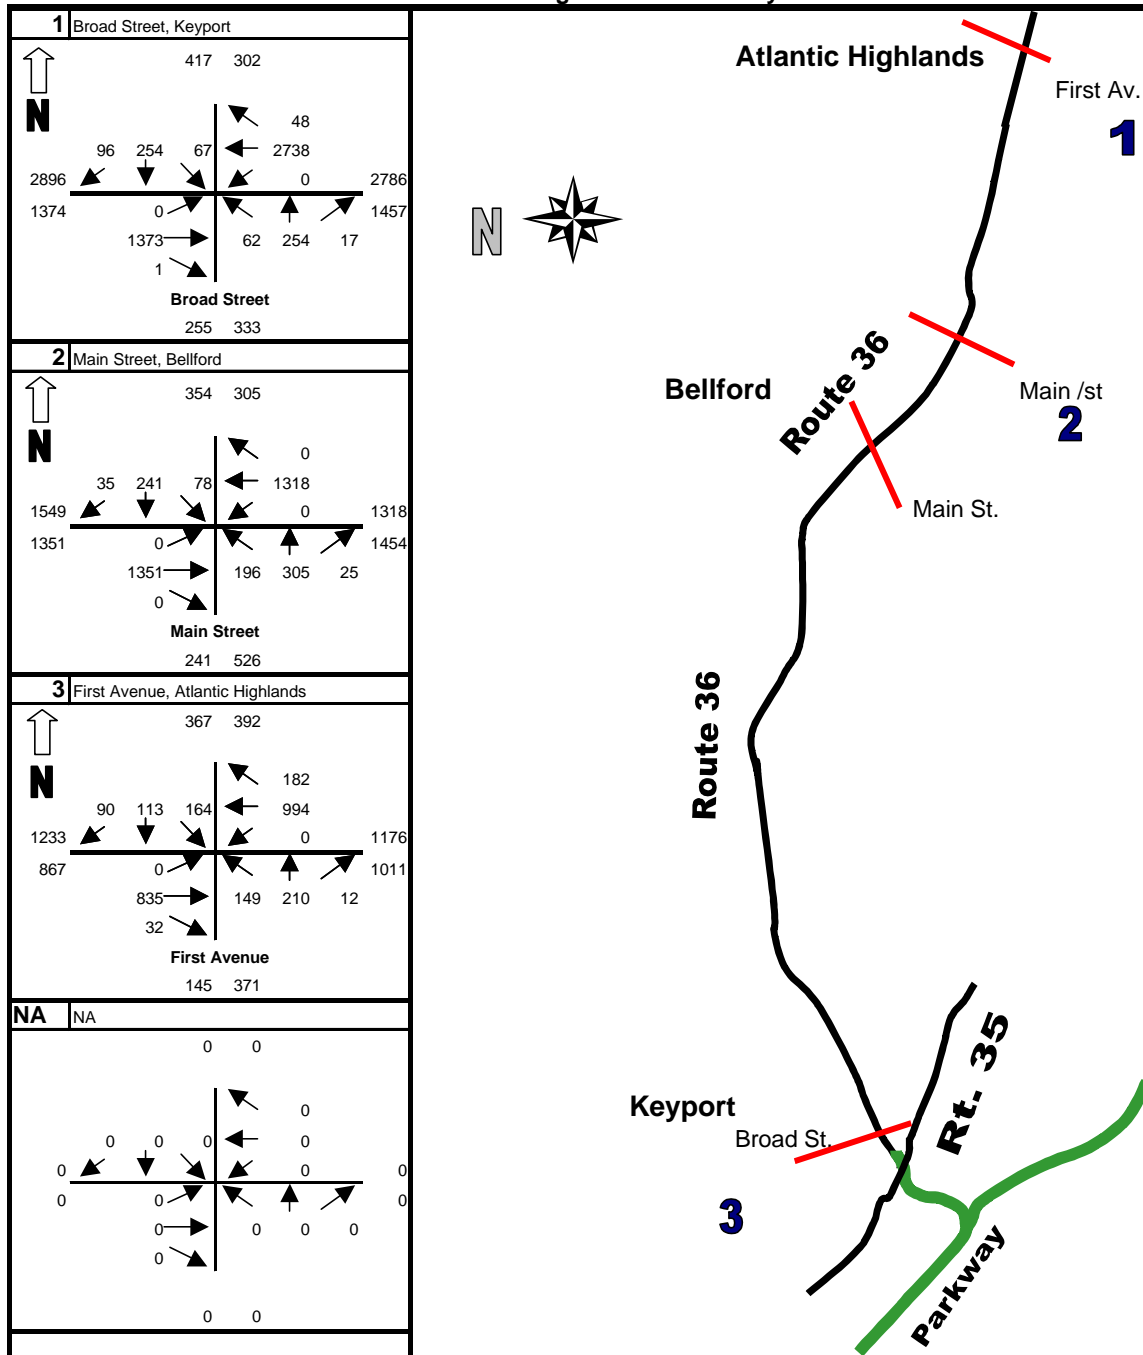 1 Broad Street, Keyport
N
417 302
48
96 254 67 2738
2896 0 2786
1374 0 1457
1373 62 254 17
1
Broad Street
255 333
2 Main Street, Bellford
N
354 305
0
35 241 78 1318
1549 0 1318
1351 0 1454
1351 196 305 25
0
Main Street
241 526
3 First Avenue, Atlantic Highlands
N
367 392
182
90 113 164 994
1233 0 1176
867 0 1011
835 149 210 12
32
First Avenue
145 371
NA NA
0 0
0
0 0 0 0
0 0 0
0 0 0
0 0 0 0
0
0 0
Atlantic Highlands
First Av.
1
N
Route 36
Bellford
Main /st
2
Main St.
Route 36
Rt. 35
Keyport
Broad St.
3
Parkway